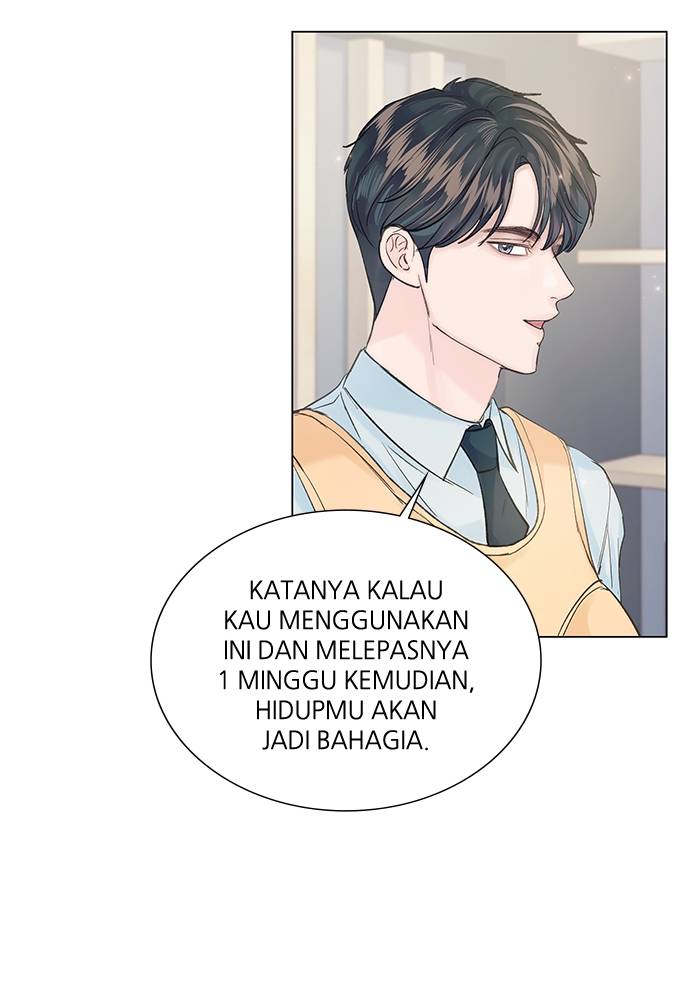 KATANYA KALAU
KAU MENGGUNAKAN
INI DAN MELEPASNYA
1 MINGGU KEMUDIAN,
HIDUPMU AKAN
JADI BAHAGIA.